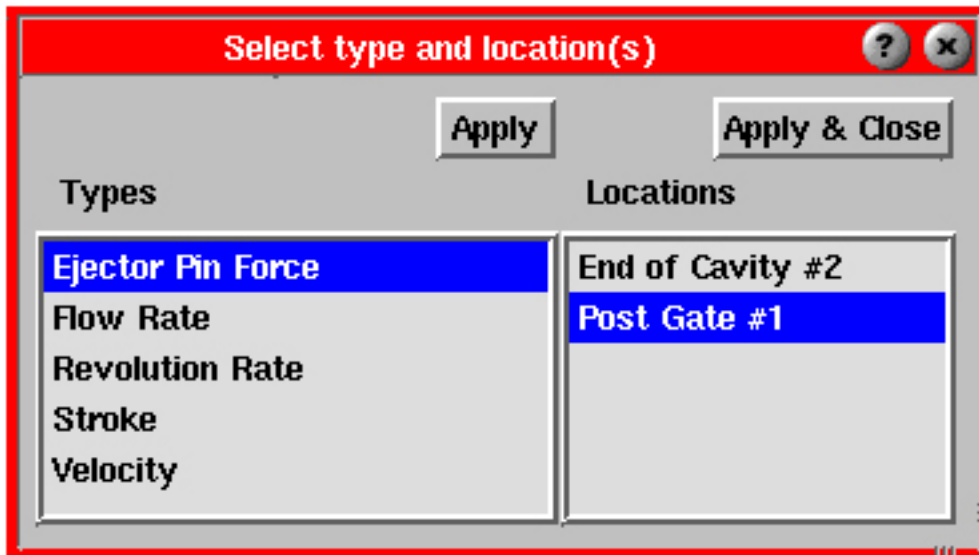 Select type and location(s)
?
x
Apply
Apply & Close
Types
Locations
Ejector Pin Force
Flow Rate
Revolution Rate
Stroke
Velocity
End of Cavity #2
Post Gate #1